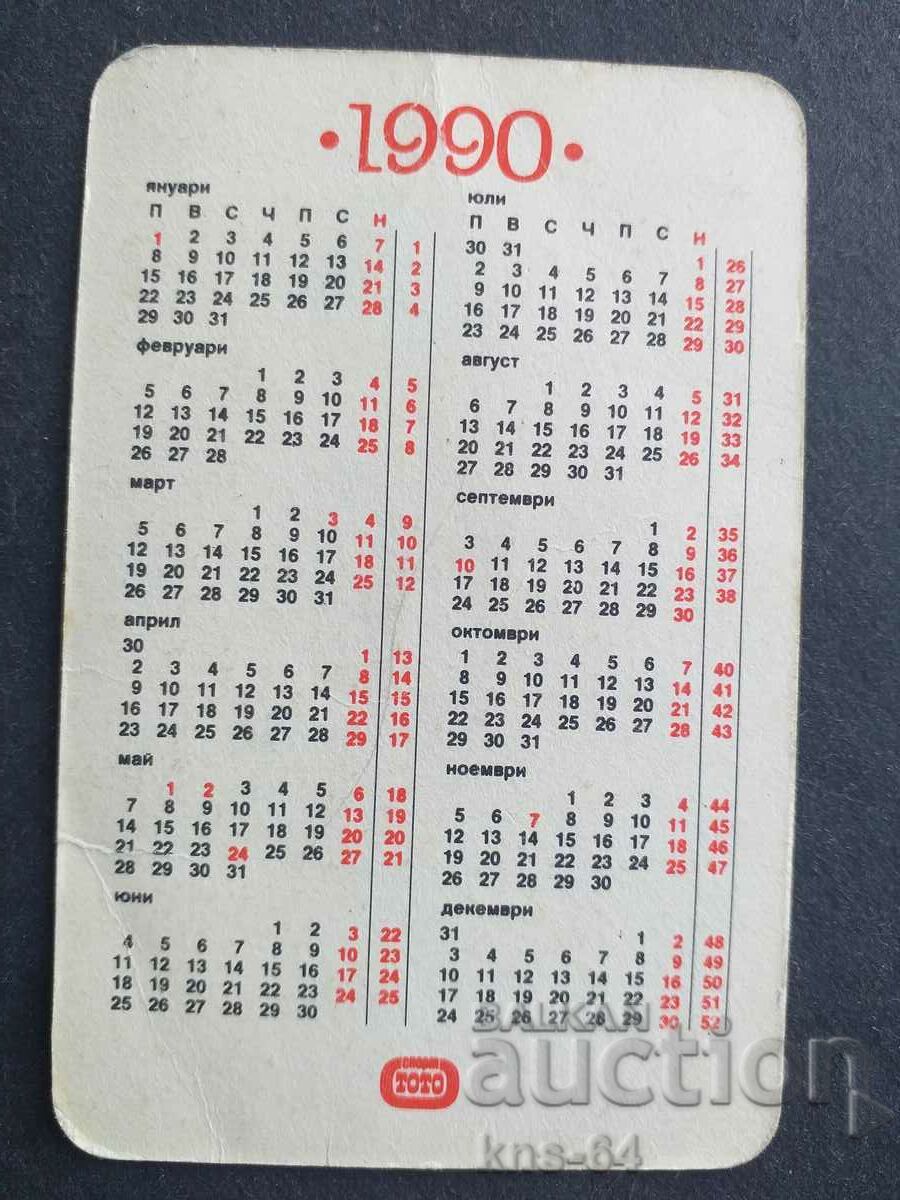 • 1990 •
януари
П В С Ч П С Н
1 2 3 4 5 6 7 1
8 9 10 11 12 13 14 2
15 16 17 18 19 20 21 3
22 23 24 25 26 27 28 4
29 30 31
февруари
1 2 3 4 5
5 6 7 8 9 10 11 6
12 13 14 15 16 17 18 7
19 20 21 22 23 24 25 8
26 27 28
март
1 2 3 4 9
5 6 7 8 9 10 11 10
12 13 14 15 16 17 18 11
19 20 21 22 23 24 25 12
26 27 28 29 30 31
април
30
1 13
2 3 4 5 6 7 8 14
9 10 11 12 13 14 15 15
16 17 18 19 20 21 22 16
23 24 25 26 27 28 29 17
май
1 2 3 4 5 6 18
7 8 9 10 11 12 13 19
14 15 16 17 18 19 20 20
21 22 23 24 25 26 27 21
28 29 30 31
юни
1 2 3 22
4 5 6 7 8 9 10 23
11 12 13 14 15 16 17 24
18 19 20 21 22 23 24 25
25 26 27 28 29 30
юли
П В С Ч П С Н
30 31 1 26
2 3 4 5 6 7 8 27
9 10 11 12 13 14 15 28
16 17 18 19 20 21 22 29
23 24 25 26 27 28 29 30
август
1 2 3 4 5 31
6 7 8 9 10 11 12 32
13 14 15 16 17 18 19 33
20 21 22 23 24 25 26 34
27 28 29 30 31
септември
1 2 35
3 4 5 6 7 8 9 36
10 11 12 13 14 15 16 37
17 18 19 20 21 22 23 38
24 25 26 27 28 29 30
октомври
1 2 3 4 5 6 7 40
8 9 10 11 12 13 14 41
15 16 17 18 19 20 21 42
22 23 24 25 26 27 28 43
29 30 31
ноември
1 2 3 4 44
5 6 7 8 9 10 11 45
12 13 14 15 16 17 18 46
19 20 21 22 23 24 25 47
26 27 28 29 30
декември
31 1 2 48
3 4 5 6 7 8 9 49
10 11 12 13 14 15 16 50
17 18 19 20 21 22 23 51
24 25 26 27 28 29 30 52
СПОРТ
ТОТО
БАЛКАН
auction
kns-64